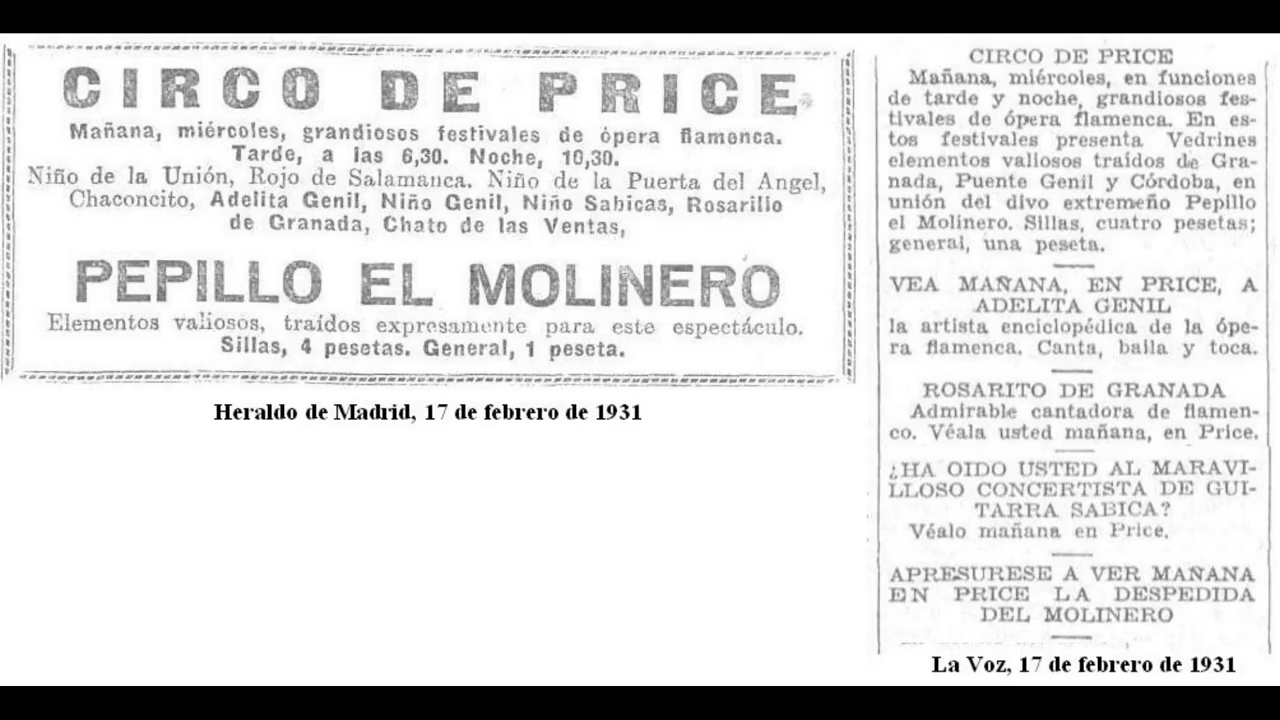 CIRCO DE PRICE
Mañana, miércoles, grandiosos festivales de ópera flamenca.
Tarde, a las 6,30. Noche, 10,30.
Niño de la Unión, Rojo de Salamanca. Niño de la Puerta del Angel,
Chaconcito, Adelita Genil, Niño Genil, Niño Sabicas, Rosarillo
de Granada, Chato de las Ventas,
PEPILLO EL MOLINERO
Elementos valiosos, traídos expresamente para este espectáculo.
Sillas, 4 pesetas. General, 1 peseta.
Heraldo de Madrid, 17 de febrero de 1931
CIRCO DE PRICE
Mañana, miércoles, en funciones
de tarde y noche, grandiosos fes-
tivales de ópera flamenca. En es-
tos festivales presenta Vedrines
elementos valiosos traídos de Gra-
nada, Puente Genil y Córdoba, en
unión del divo extremeño Pepillo
el Molinero. Sillas, cuatro pesetas;
general, una peseta.
VEA MAÑANA, EN PRICE, A
ADELITA GENIL
la artista enciclopédica de la ópe-
ra flamenca. Canta, baila y toca.
ROSARITO DE GRANADA
Admirable cantadora de flamen-
co. Véala usted mañana, en Price.
¿HA OIDO USTED AL MARAVI-
LLOSO CONCERTISTA DE GUI-
TARRA SABICA?
Véalo mañana en Price.
APRESURESE A VER MAÑANA
EN PRICE LA DESPEDIDA
DEL MOLINERO
La Voz, 17 de febrero de 1931